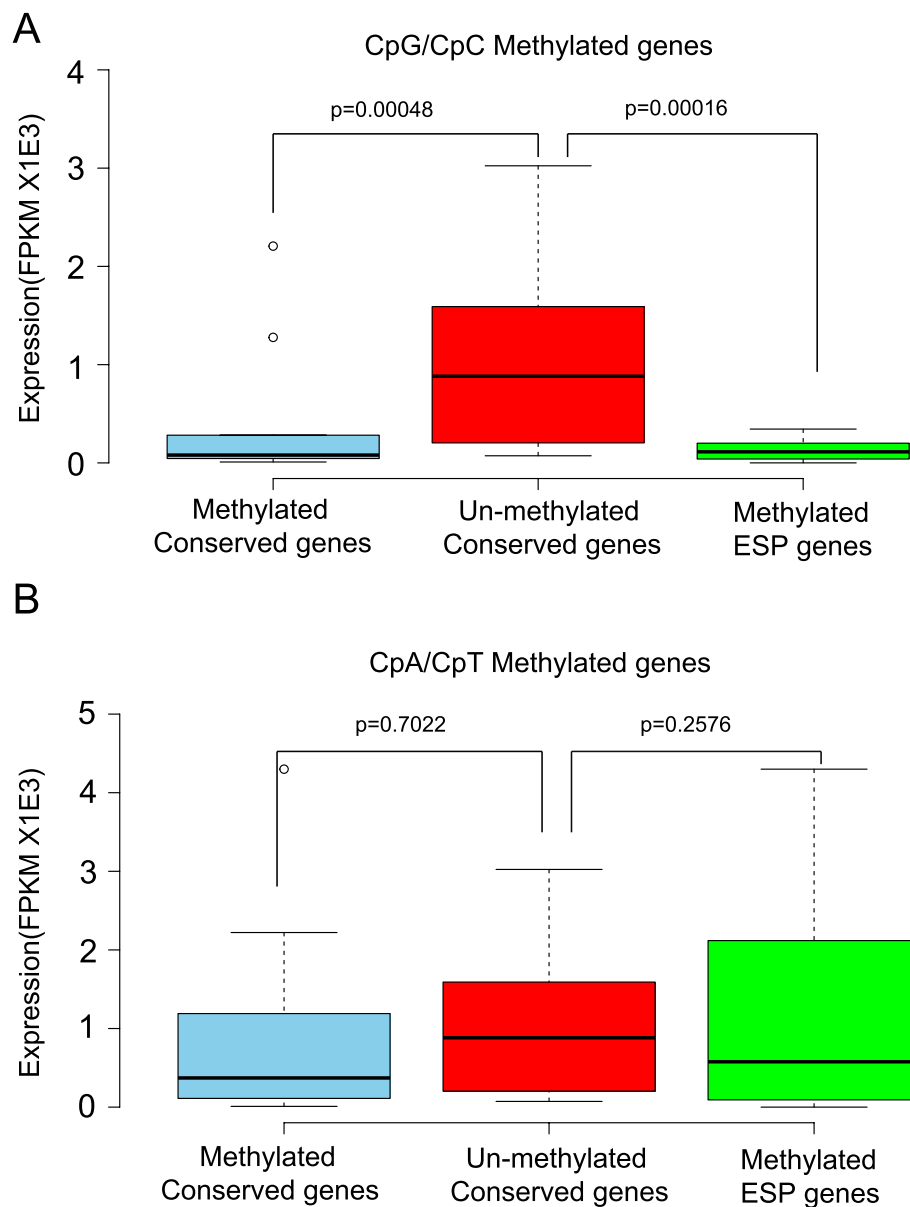 A
CpG/CpC Methylated genes
Expression(FPKM X1E3)
4
3
2
1
0
p=0.00048
p=0.00016
Methylated
Conserved genes
Un-methylated
Conserved genes
Methylated
ESP genes
B
CpA/CpT Methylated genes
Expression(FPKM X1E3)
5
4
3
2
1
0
p=0.7022
p=0.2576
Methylated
Conserved genes
Un-methylated
Conserved genes
Methylated
ESP genes